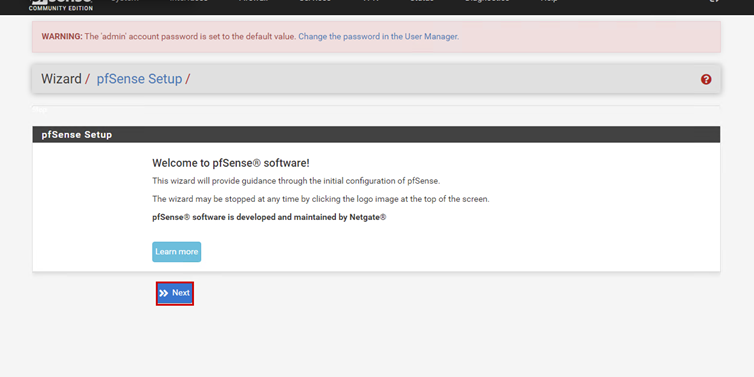 COMMUNITY EDITION
WARNING: The 'admin' account password is set to the default value. Change the password in the User Manager.
Wizard / pfSense Setup /
pfSense Setup
Welcome to pfSense® software!
This wizard will provide guidance through the initial configuration of pfSense.
The wizard may be stopped at any time by clicking the logo image at the top of the screen.
pfSense® software is developed and maintained by Netgate®
Learn more
Next